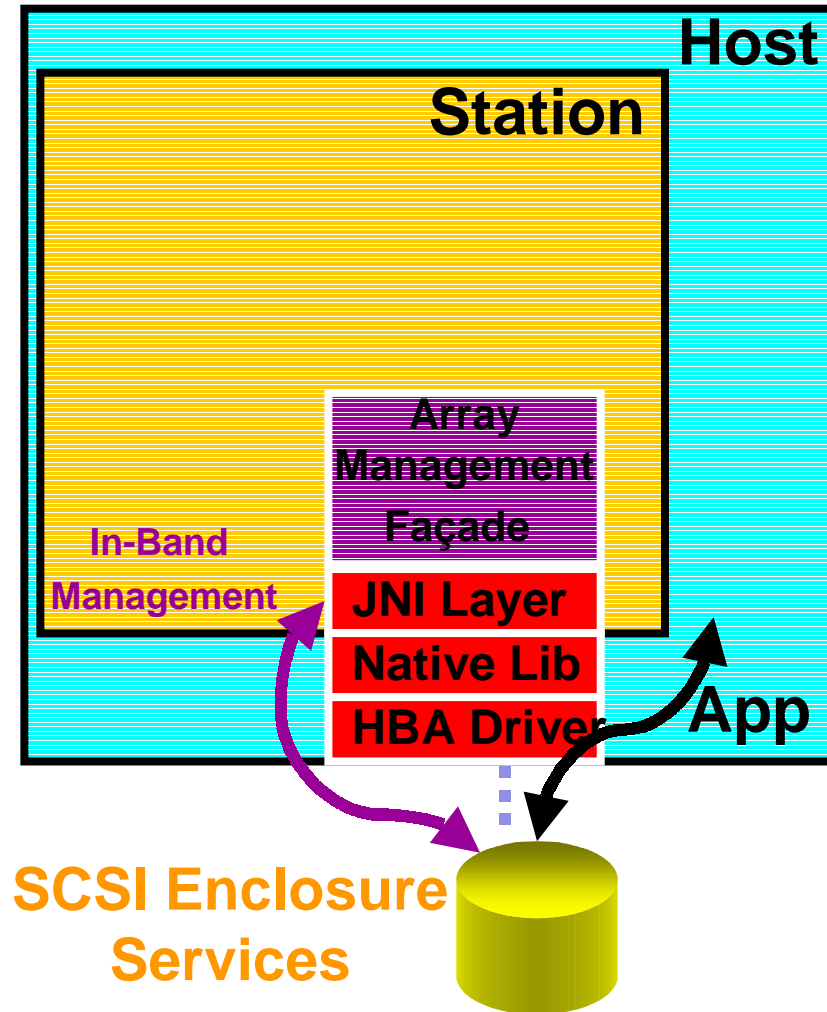 Host
Station
Array
Management
Façade
In-Band
Management
JNI Layer
Native Lib
HBA Driver
App
SCSI Enclosure
Services